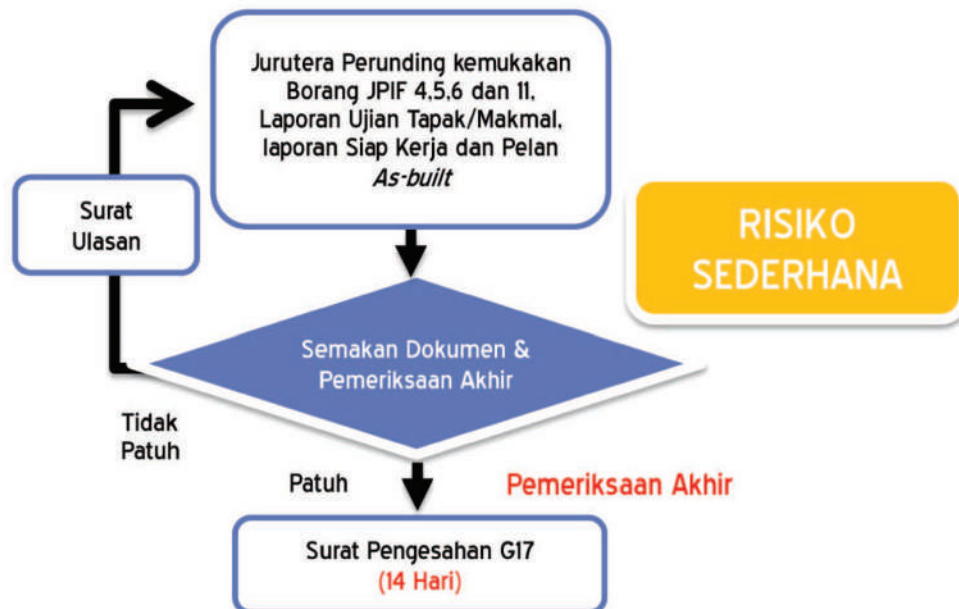 Jurutera Perunding kemukakan
Borang JPIF 4,5,6 dan 11,
Laporan Ujian Tapak/Makmal,
laporan Siap Kerja dan Pelan
As-built
Surat
Ulasan
RISIKO
SEDERHANA
Semakan Dokumen &
Pemeriksaan Akhir
Tidak
Patuh
Patuh
Pemeriksaan Akhir
Surat Pengesahan G17
(14 Hari)